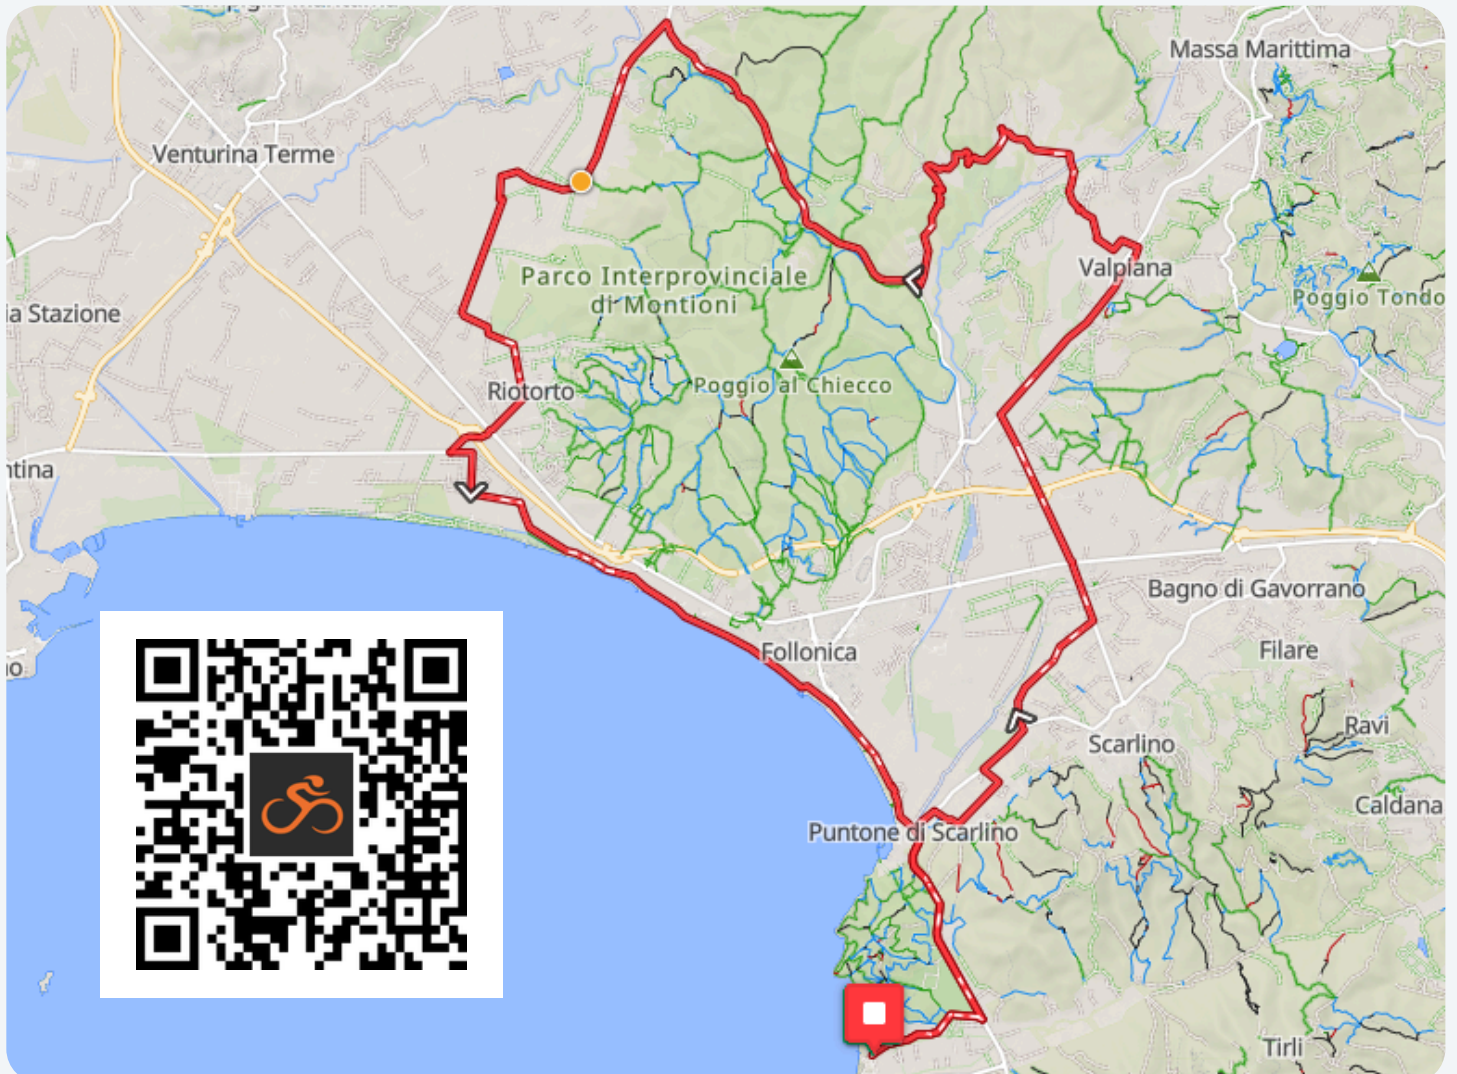 Massa Marittima
Venturina Terme
Valpiana
Parco Interprovinciale
di Montioni
Poggio Tondo
ia Stazione
Riotorto
Poggio al Chiecco
ntina
Bagno di Gavorrano
Follonica
Filare
Ravi
Scarlino
Caldana
Puntone di Scarlino
Tirli